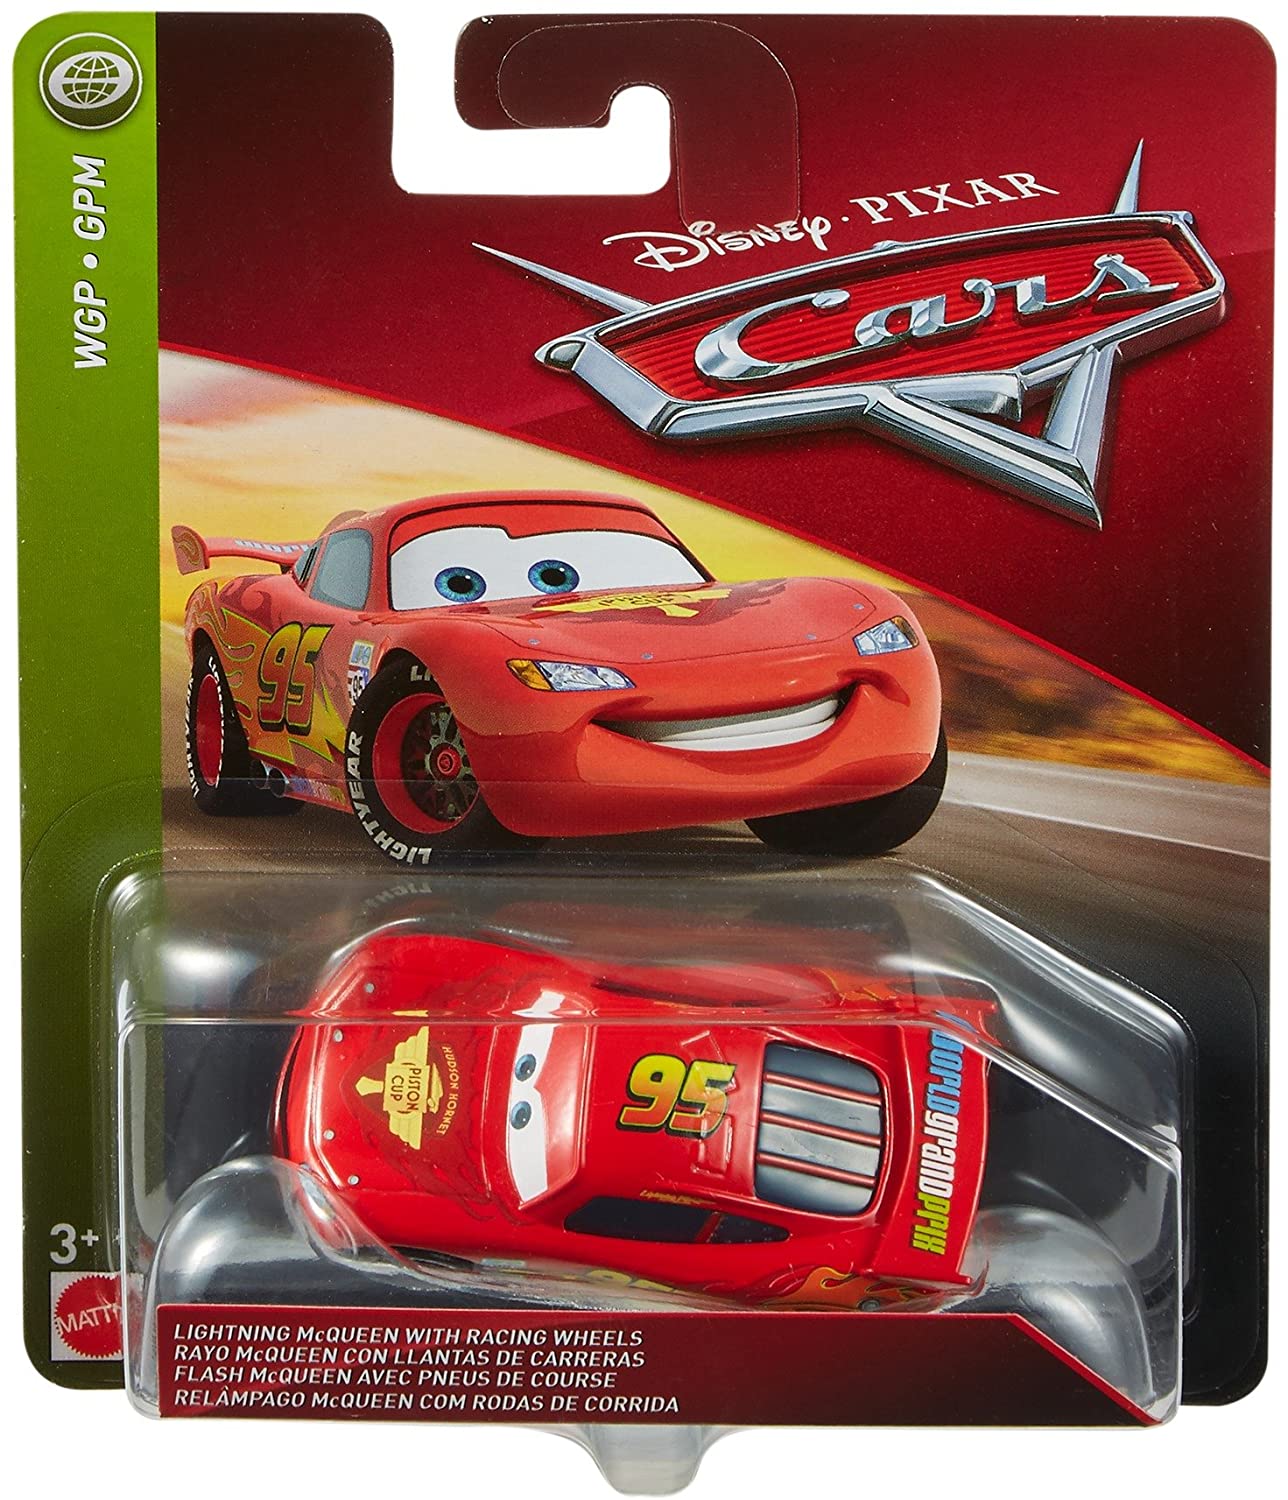 WGP • GPM
DISNEY • PIXAR
Cars
95
LIGHTYEAR
PISTON CUP
HUDSON HORNET
PISTON
CUP
95
WORLD grand prix
3+
LIGHTNING McQUEEN WITH RACING WHEELS
RAYO McQUEEN CON LLANTAS DE CARRERAS
FLASH McQUEEN AVEC PNEUS DE COURSE
RELÂMPAGO McQUEEN COM RODAS DE CORRIDA